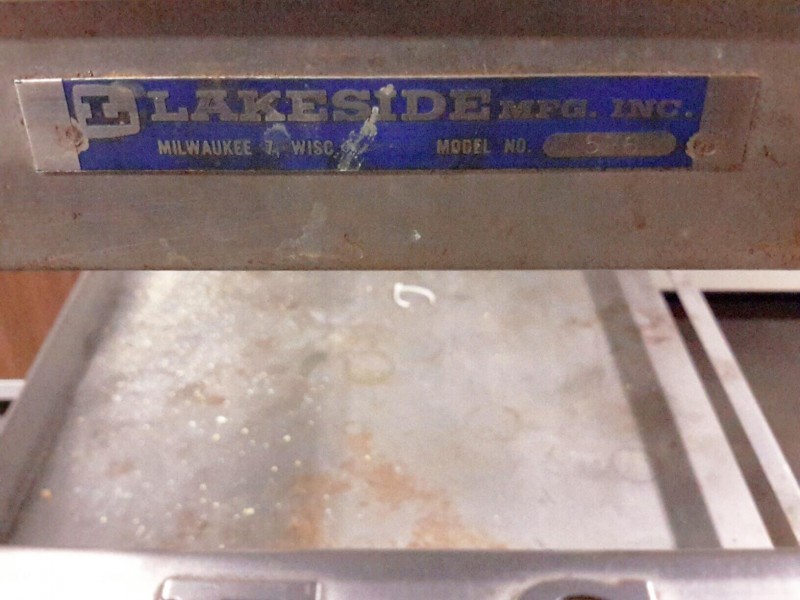 L LAKESIDE MFG. INC.
MILWAUKEE 7, WISC. MODEL NO.